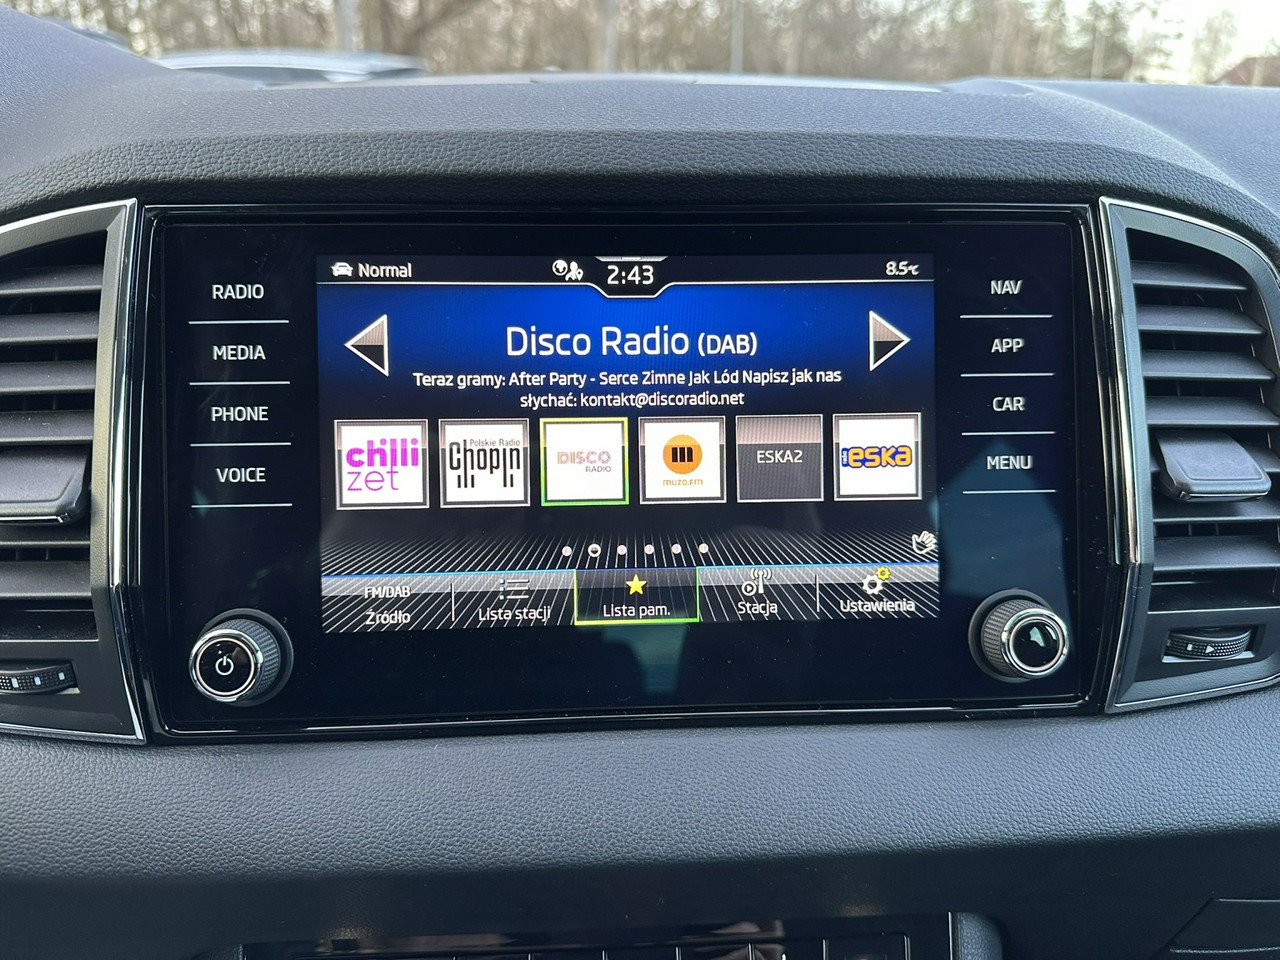 Normal
2:43
8.5°C
RADIO
MEDIA
PHONE
VOICE
NAV
APP
CAR
MENU
Disco Radio (DAB)
Teraz gramy: After Party - Serce Zimne Jak Lód Napisz jak nas
słychać: kontakt@discoradio.net
chilli
zet
Polskie Radio
Chopin
DISCO
RADIO
muzo.fm
ESKA2
radio eska
FM/DAB
Źródło
Lista stacji
Lista pam.
Stacja
Ustawienia